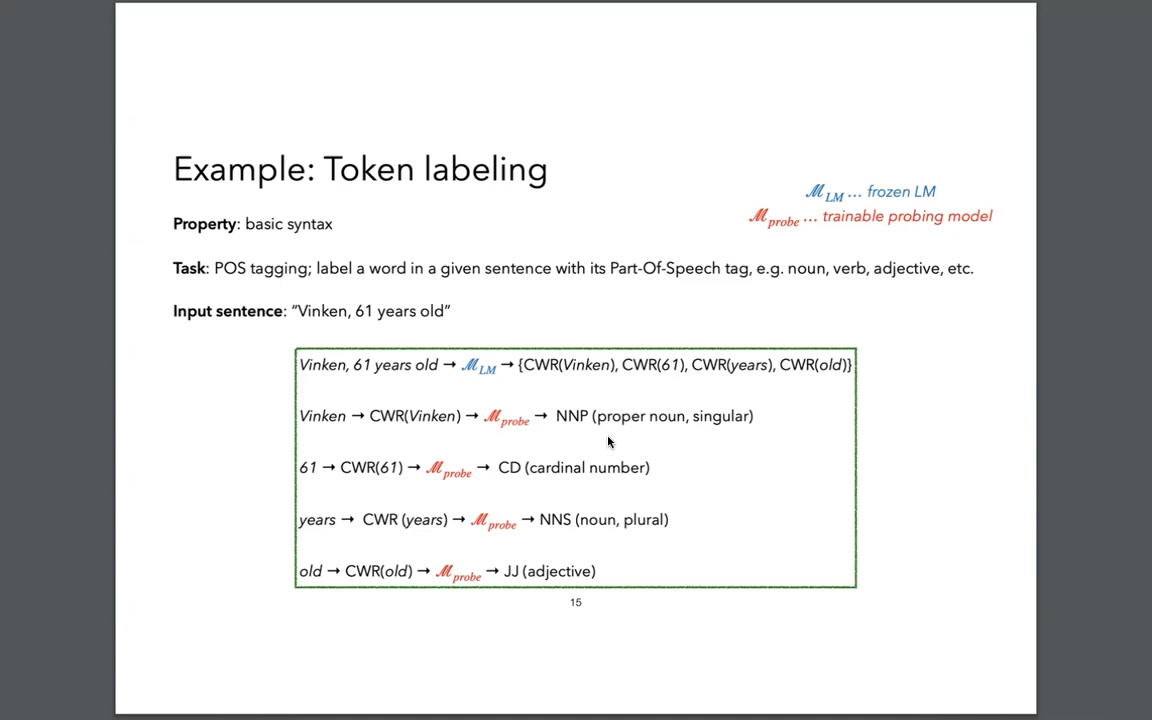 Example: Token labeling
ℳLM ... frozen LM
ℳprobe ... trainable probing model
Property: basic syntax
Task: POS tagging; label a word in a given sentence with its Part-Of-Speech tag, e.g. noun, verb, adjective, etc.
Input sentence: “Vinken, 61 years old”
Vinken, 61 years old → ℳLM → {CWR(Vinken), CWR(61), CWR(years), CWR(old)}
Vinken → CWR(Vinken) → ℳprobe → NNP (proper noun, singular)
61 → CWR(61) → ℳprobe → CD (cardinal number)
years → CWR (years) → ℳprobe → NNS (noun, plural)
old → CWR(old) → ℳprobe → JJ (adjective)
15